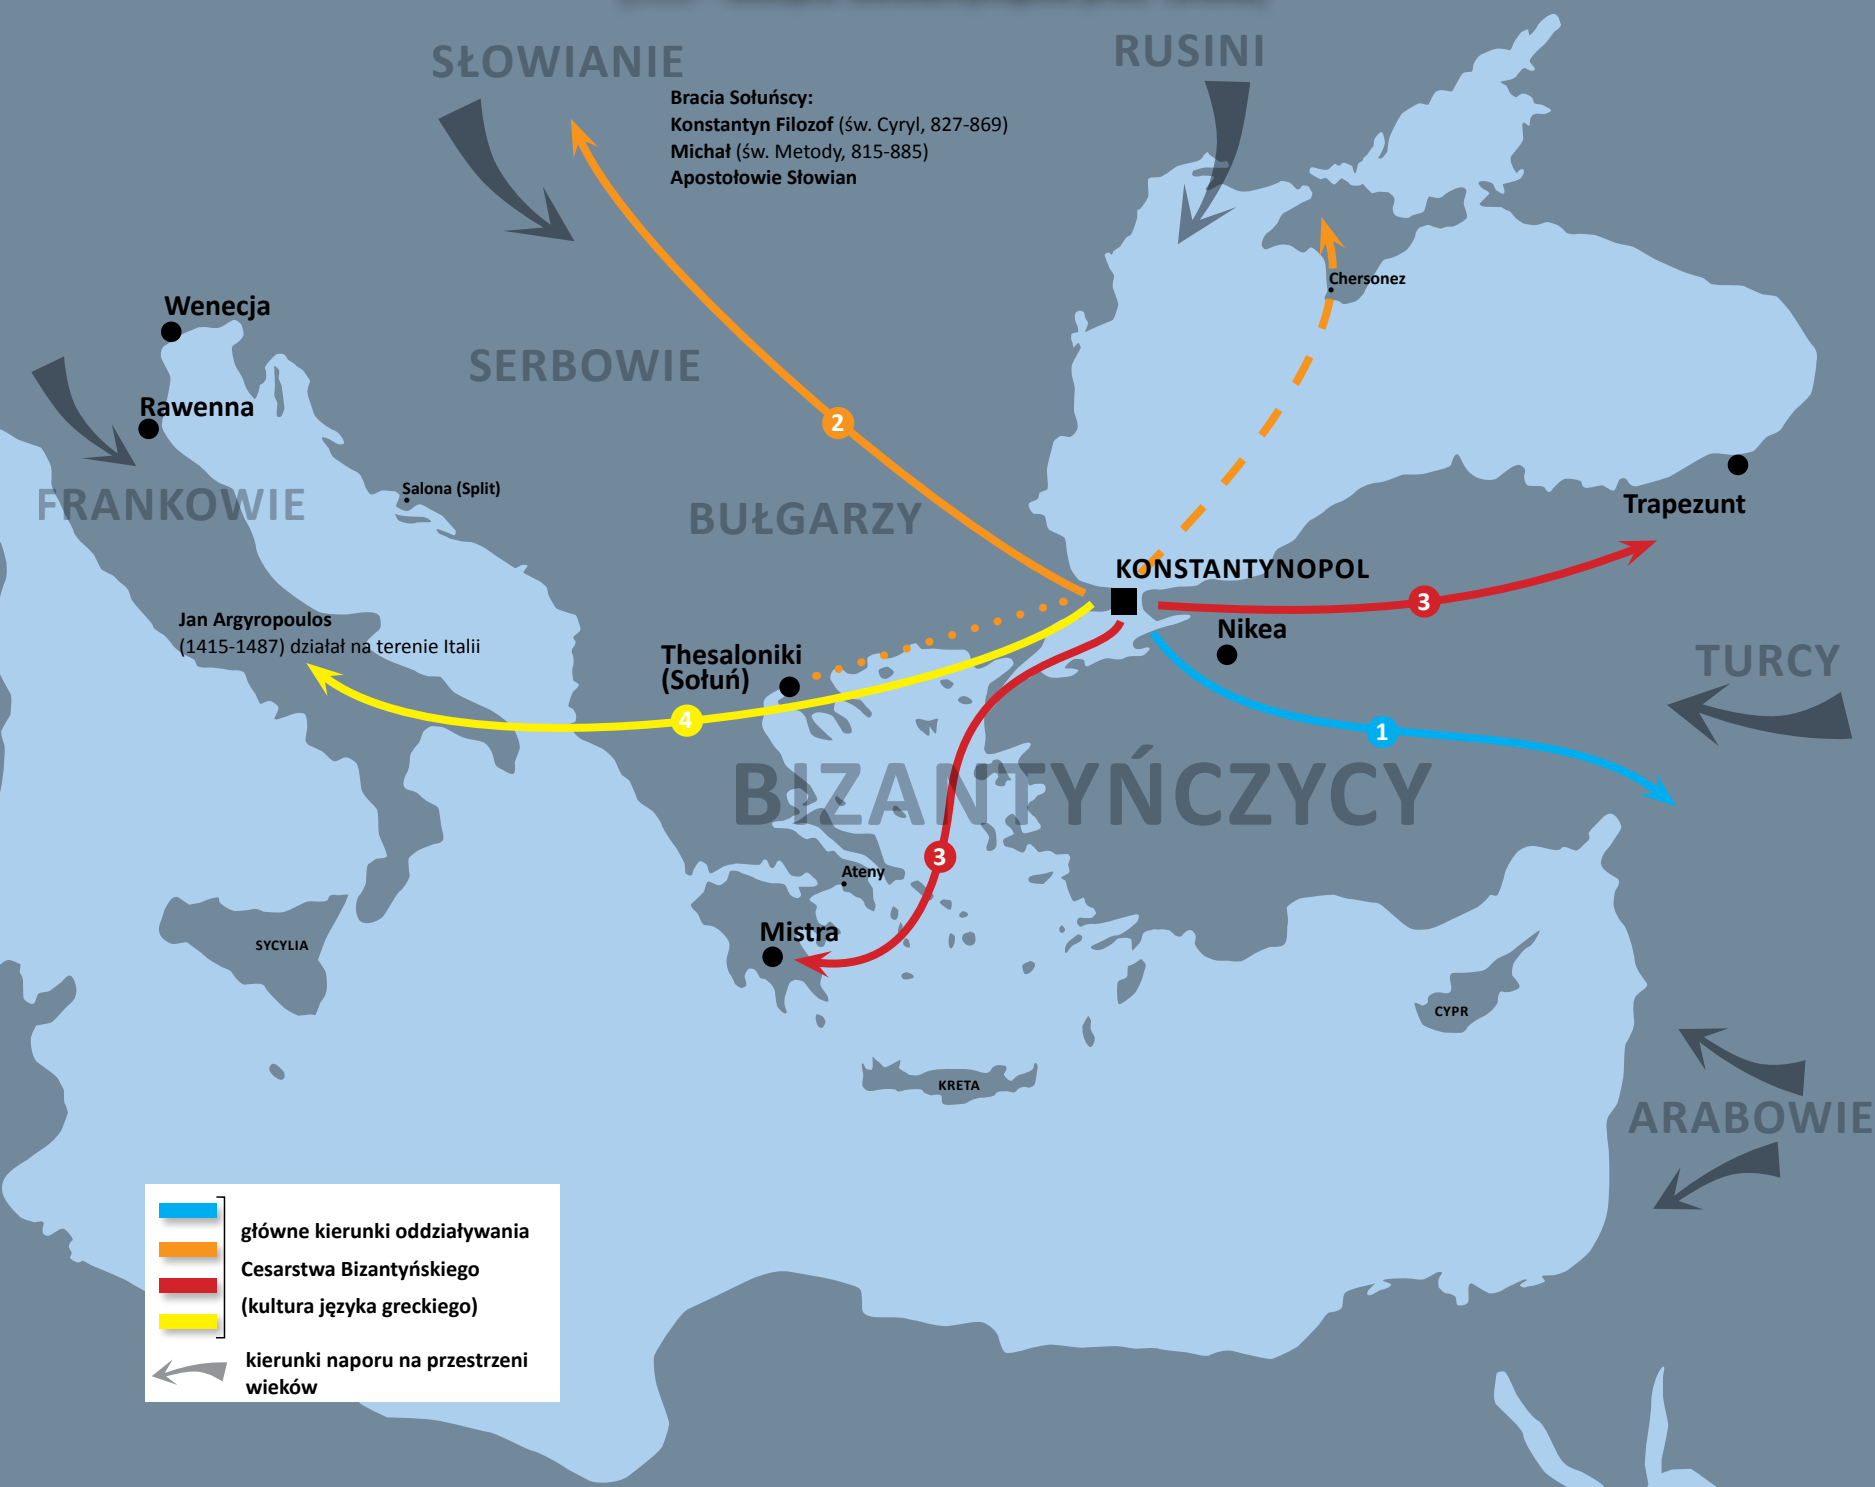 SŁOWIANIE
RUSINI
Bracia Sołuńscy:
Konstantyn Filozof (św. Cyryl, 827-869)
Michał (św. Metody, 815-885)
Apostołowie Słowian
Chersonez
Wenecja
SERBOWIE
Rawenna
Salona (Split)
FRANKOWIE
BUŁGARZY
Trapezunt
2
KONSTANTYNOPOL
3
Jan Argyropoulos
(1415-1487) działał na terenie Italii
Nikea
Thesaloniki
(Sołuń)
TURCY
4
1
BIZANTYŃCZYCY
3
Ateny
Mistra
SYCYLIA
CYPR
KRETA
ARABOWIE
główne kierunki oddziaływania
Cesarstwa Bizantyńskiego
(kultura języka greckiego)
kierunki naporu na przestrzeni
wieków